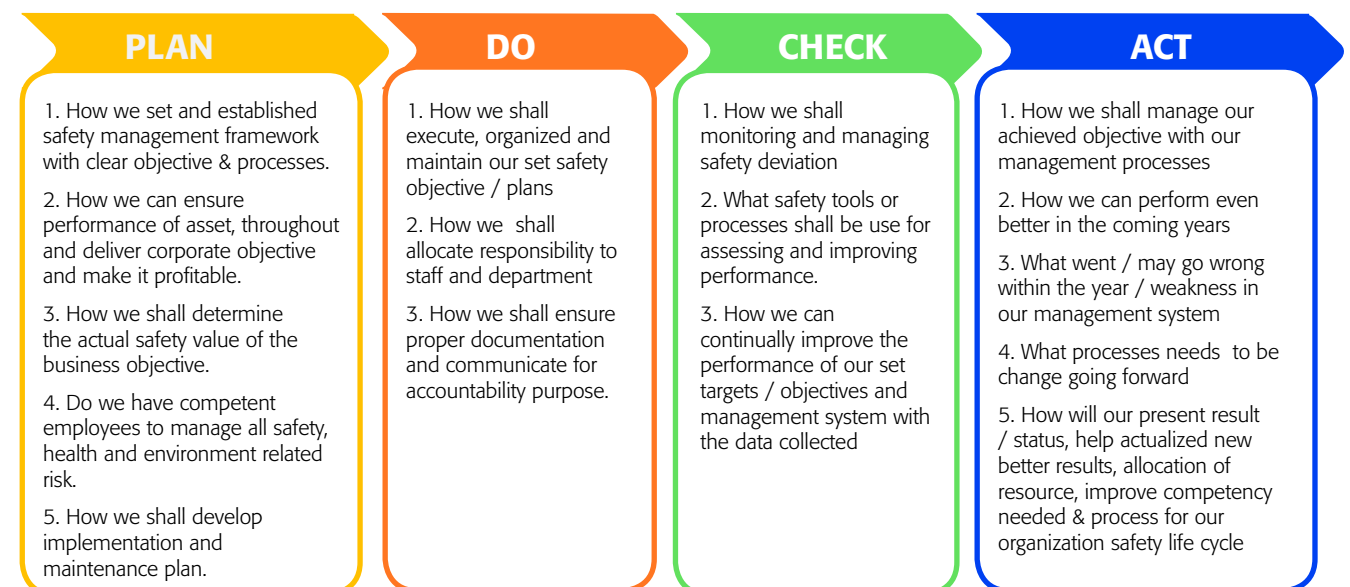 PLAN
1. How we set and established
safety management framework
with clear objective & processes.
2. How we can ensure
performance of asset, throughout
and deliver corporate objective
and make it profitable.
3. How we shall determine
the actual safety value of the
business objective.
4. Do we have competent
employees to manage all safety,
health and environment related
risk.
5. How we shall develop
implementation and
maintenance plan.
DO
1. How we shall
execute, organized and
maintain our set safety
objective / plans
2. How we shall
allocate responsibility to
staff and department
3. How we shall ensure
proper documentation
and communicate for
accountability purpose.
CHECK
1. How we shall
monitoring and managing
safety deviation
2. What safety tools or
processes shall be use for
assessing and improving
performance.
3. How we can
continually improve the
performance of our set
targets / objectives and
management system with
the data collected
ACT
1. How we shall manage our
achieved objective with our
management processes
2. How we can perform even
better in the coming years
3. What went / may go wrong
within the year / weakness in
our management system
4. What processes needs to be
change going forward
5. How will our present result
/ status, help actualized new
better results, allocation of
resource, improve competency
needed & process for our
organization safety life cycle